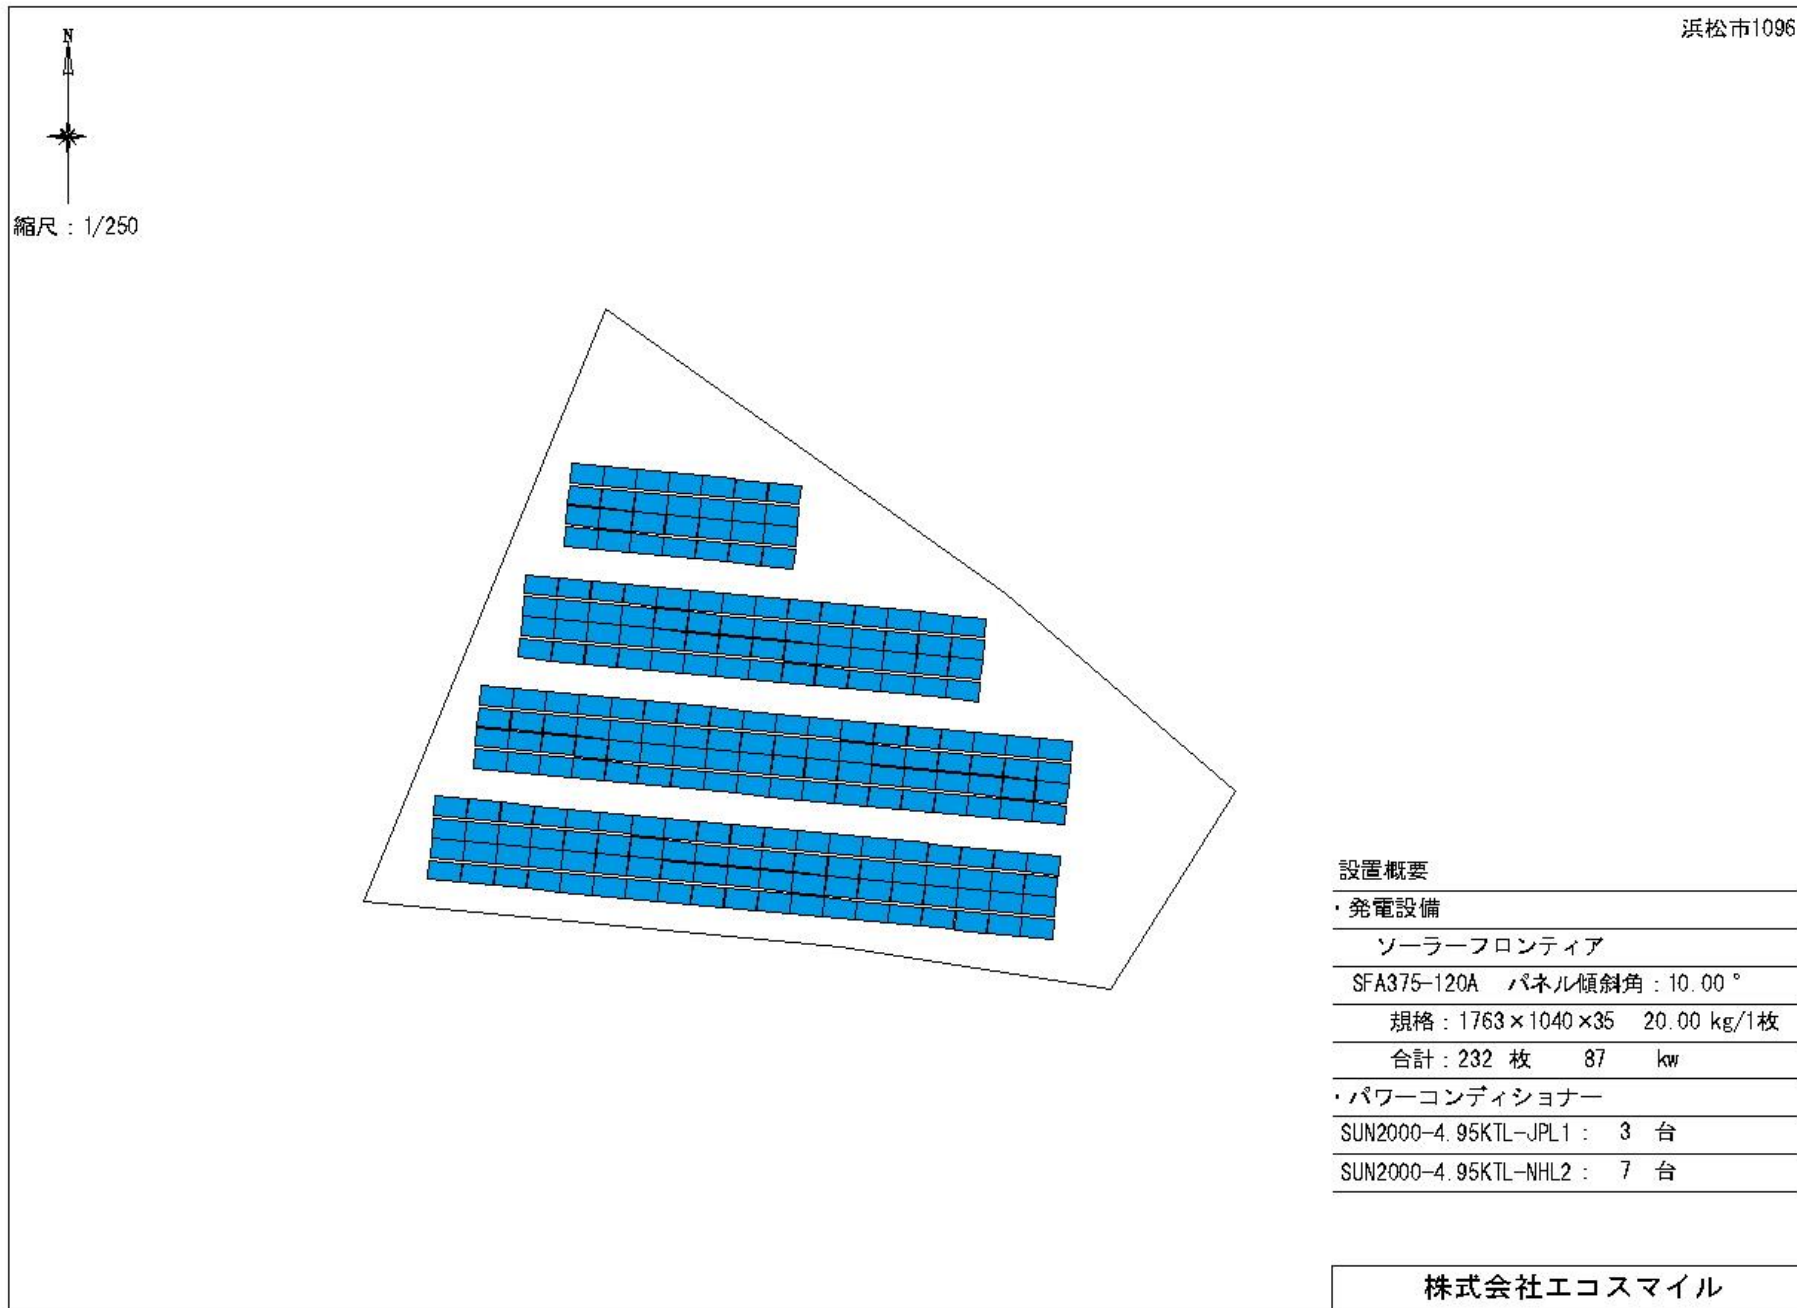 浜松市1096
N
縮尺：1/250
設置概要
・発電設備
ソーラーフロンティア
SFA375-120A パネル傾斜角：10.00°
規格：1763×1040×35 20.00 kg/1枚
合計：232 枚 87 kw
・パワーコンディショナー
SUN2000-4.95KTL-JPL1： 3 台
SUN2000-4.95KTL-NHL2： 7 台
株式会社エコスマイル